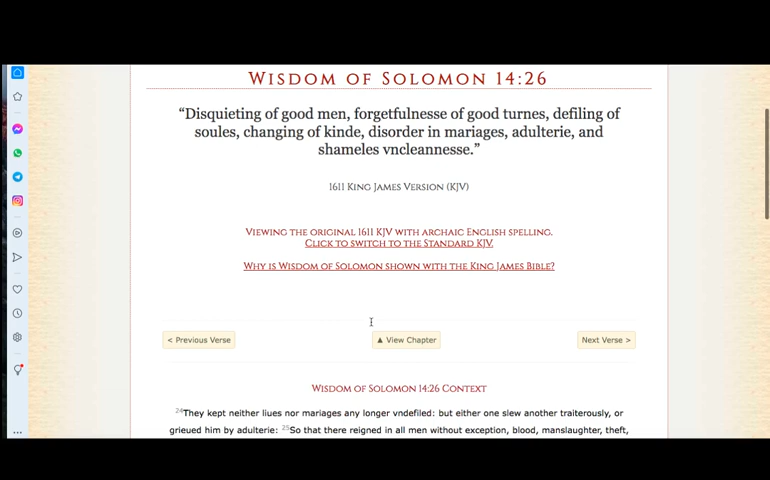 Wisdom of Solomon 14:26
“Disquieting of good men, forgetfulnesse of good turnes, defiling of
soules, changing of kinde, disorder in mariages, adulterie, and
shameles vncleannesse.”
1611 King James Version (KJV)
Viewing the original 1611 KJV with archaic English spelling.
Click to switch to the Standard KJV.
Why is Wisdom of Solomon shown with the King James Bible?
< Previous Verse
▲ View Chapter
Next Verse >
Wisdom of Solomon 14:26 Context
24They kept neither liues nor mariages any longer vndefiled: but either one slew another traiterously, or
grieued him by adulterie: 25So that there reigned in all men without exception, blood, manslaughter, theft,